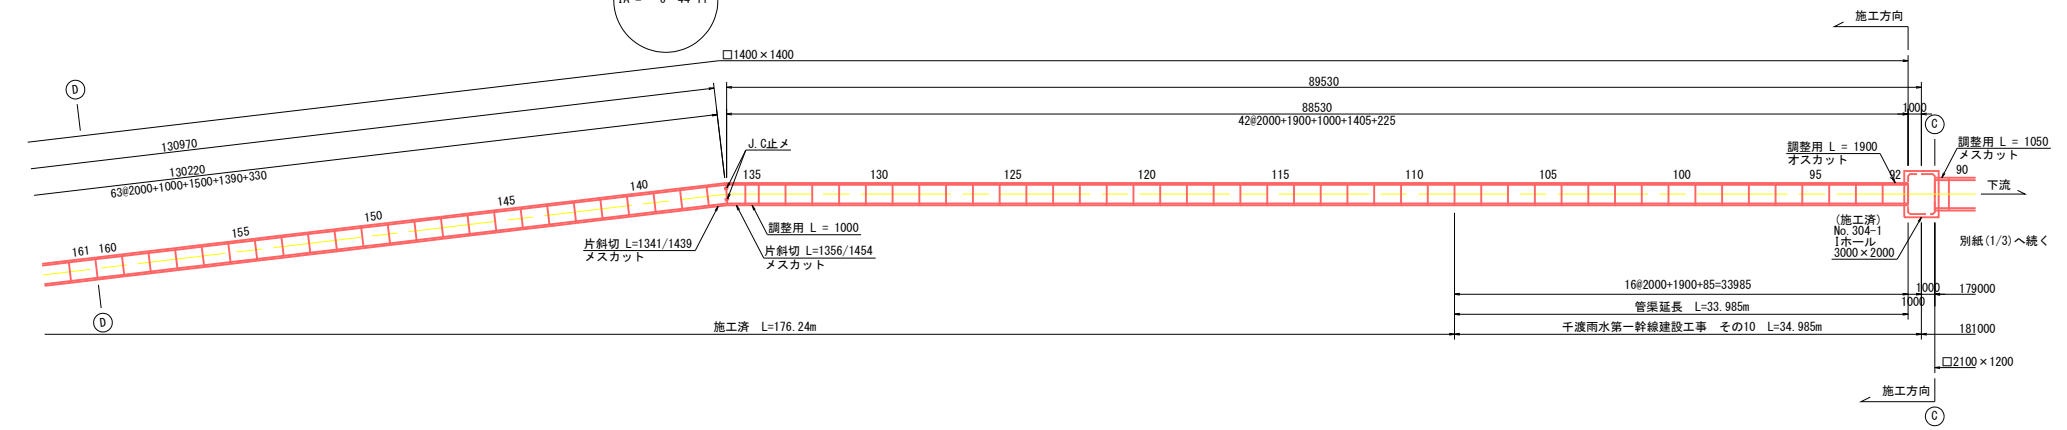 施工方向
□1400×1400
89530
D
88530
1000
42@2000+1900+1000+1405+225
C
130970
J.C止メ
調整用 L = 1900
オスカット
調整用 L = 1050
メスカット
130220
63@2000+1000+1500+1390+330
135
130
125
120
115
110
105
100
95
92
90
140
145
150
155
160
161
下流
調整用 L = 1000
片斜切 L=1341/1439
メスカット
片斜切 L=1356/1454
メスカット
(施工済)
No.304-1
Iホール
3000×2000
別紙(1/3)へ続く
16@2000+1900+85=33985
1000
179000
1000
管渠延長 L=33.985m
D
施工済 L=176.24m
千渡雨水第一幹線建設工事 その10 L=34.985m
181000
□2100×1200
施工方向
C